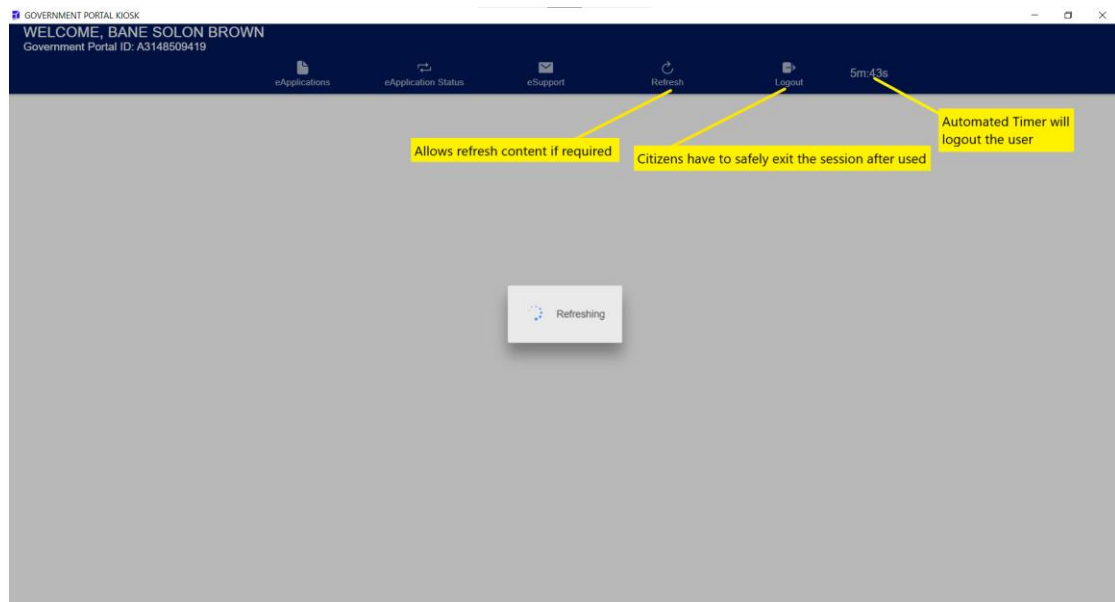 GOVERNMENT PORTAL KIOSK
WELCOME, BANE SOLON BROWN
Government Portal ID: A3148509419
eApplications
eApplication Status
eSupport
Refresh
Logout
5m:43s
Automated Timer will
logout the user
Allows refresh content if required
Citizens have to safely exit the session after used
Refreshing